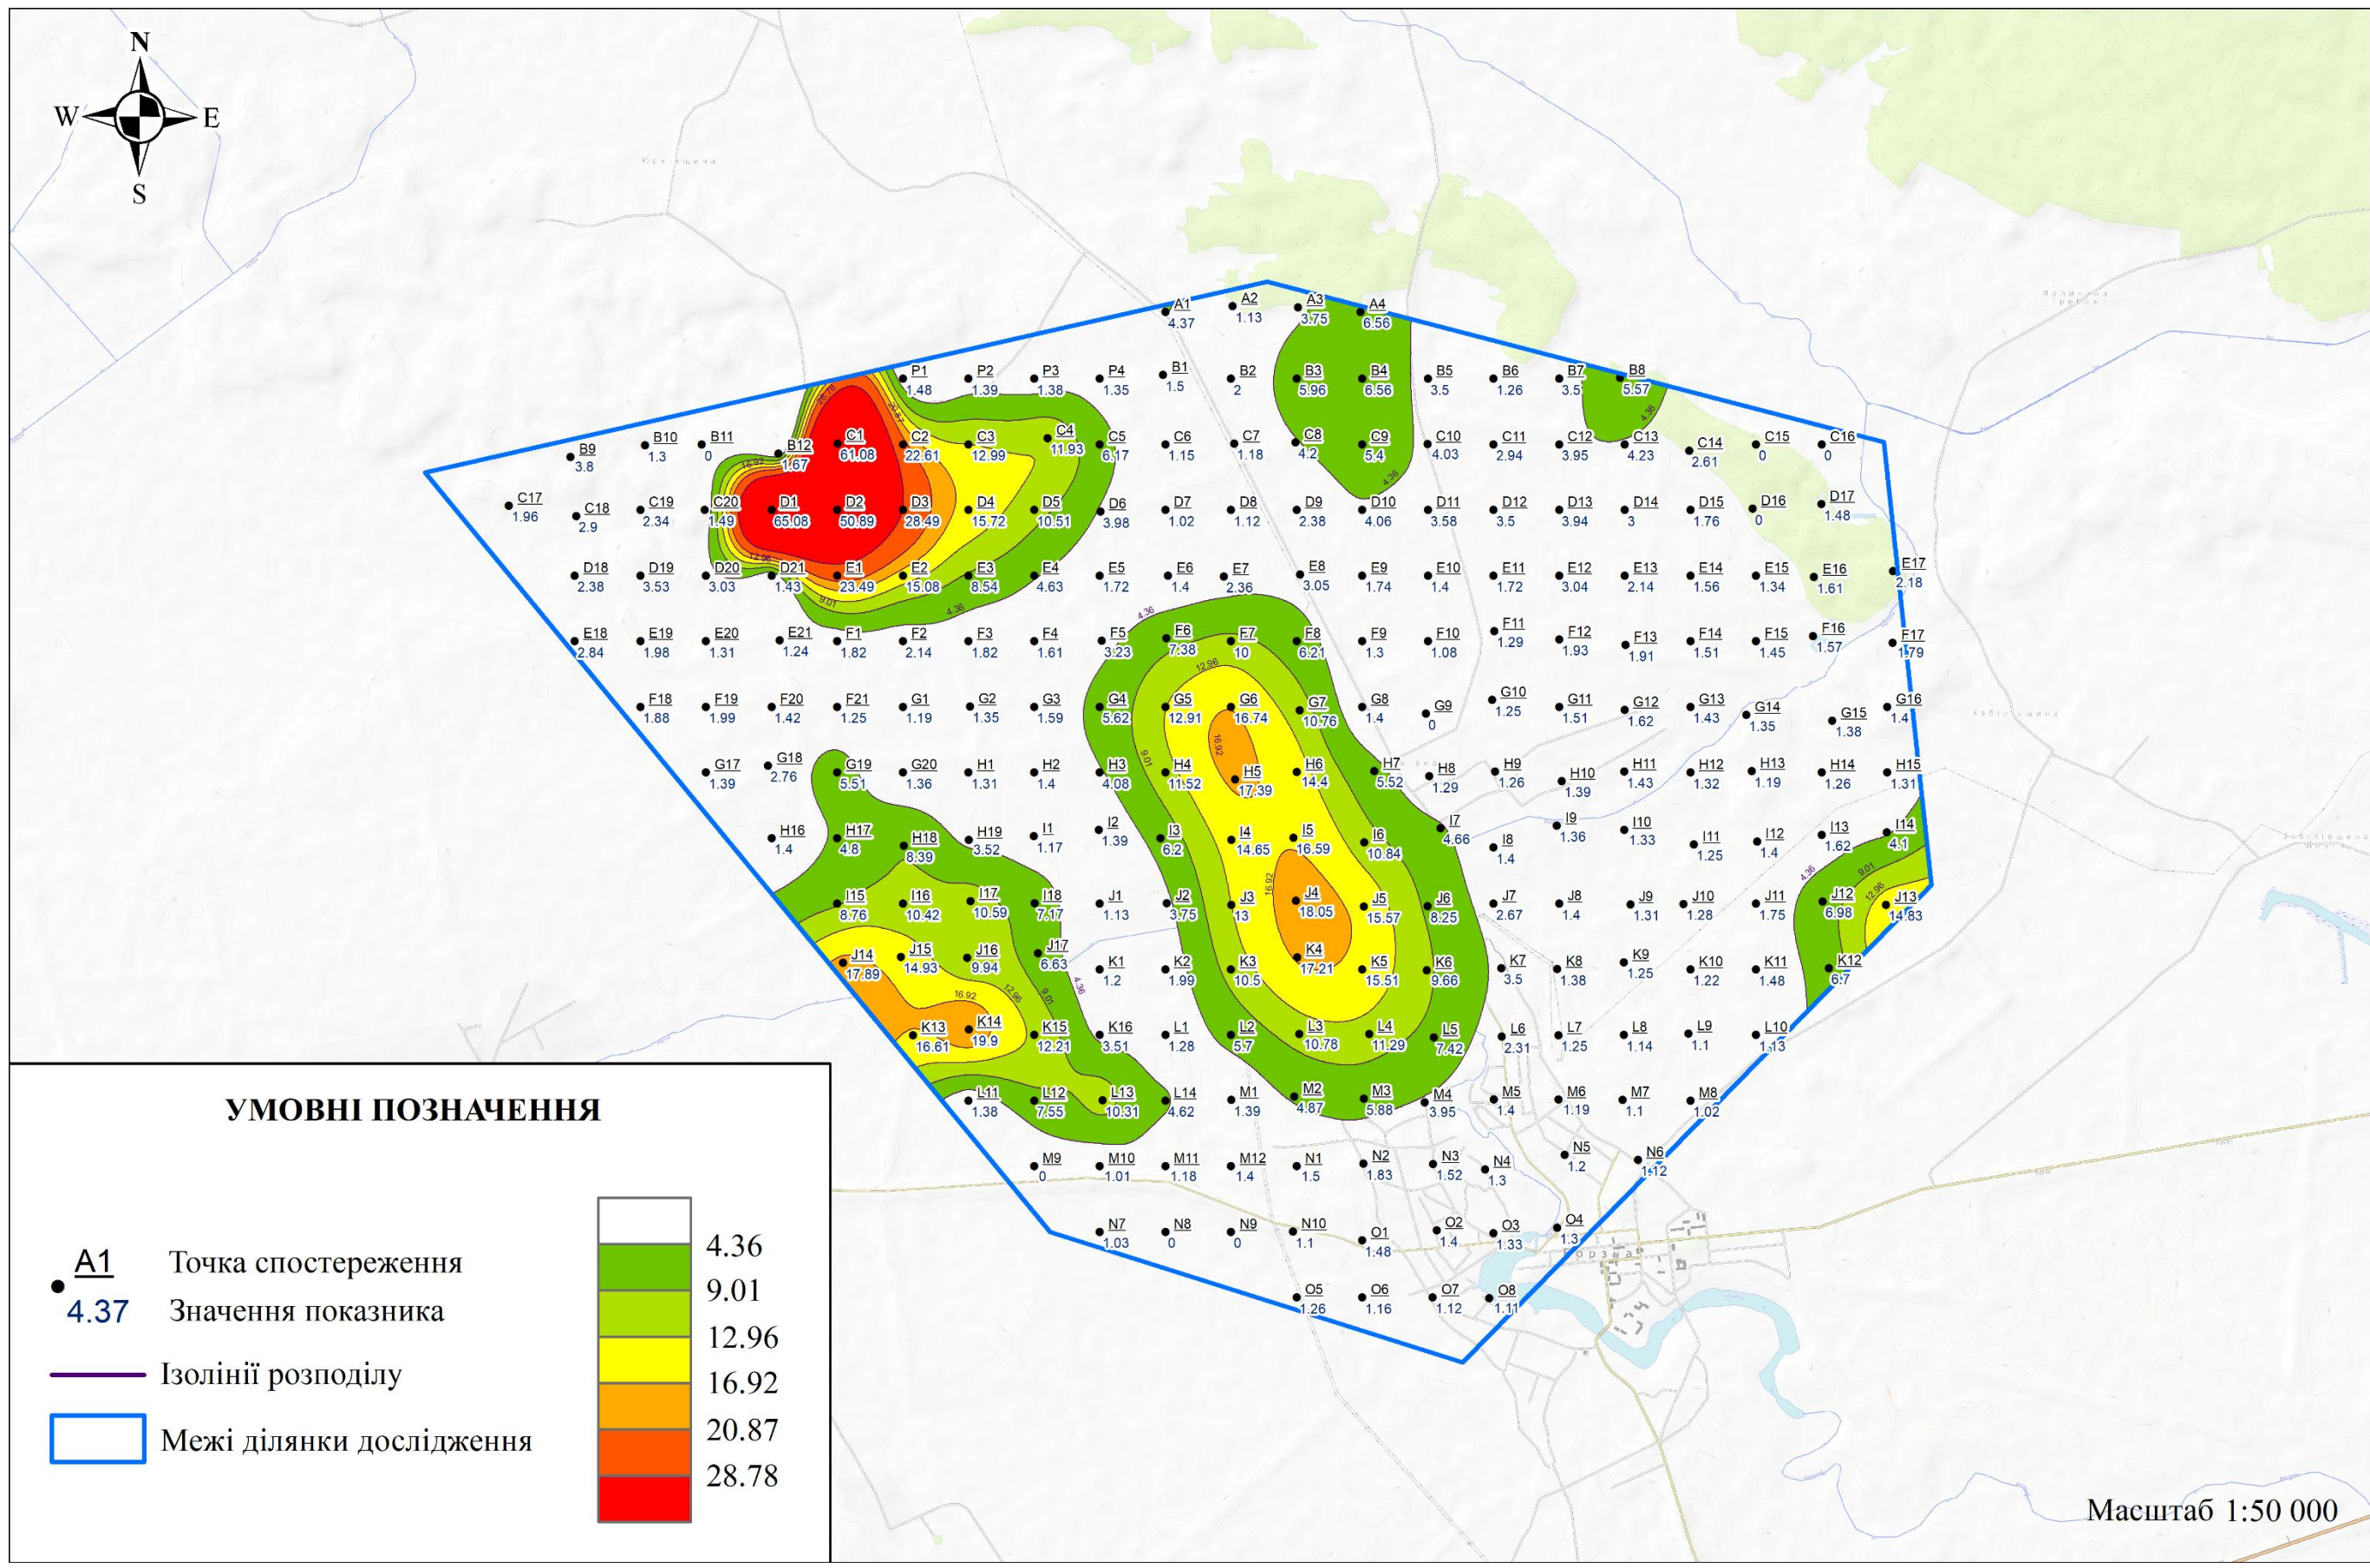 N
W E
S
A1 A2 A3 A4
4.37 1.13 3.75 6.56
P1 P2 P3 P4 B1 B2 B3 B4 B5 B6 B7 B8
1.48 1.39 1.38 1.35 1.5 2 5.96 6.56 3.5 1.26 3.5 5.57
B9 B10 B11 B12 C1 C2 C3 C4 C5 C6 C7 C8 C9 C10 C11 C12 C13 C14 C15 C16
3.8 1.3 0 1.67 61.08 22.61 12.99 11.93 6.17 1.15 1.18 4.2 5.4 4.03 2.94 3.95 4.23 2.61 0 0
C17 C18 C19 C20 D1 D2 D3 D4 D5 D6 D7 D8 D9 D10 D11 D12 D13 D14 D15 D16 D17
1.96 2.9 2.34 1.49 65.08 50.89 28.49 15.72 10.51 3.98 1.02 1.12 2.38 4.06 3.58 3.5 3.94 3 1.76 0 1.48
D18 D19 D20 D21 E1 E2 E3 E4 E5 E6 E7 E8 E9 E10 E11 E12 E13 E14 E15 E16 E17
2.38 3.53 3.03 1.43 23.49 15.08 8.54 4.63 1.72 1.4 2.36 3.05 1.74 1.4 1.72 3.04 2.14 1.56 1.34 1.61 2.18
E18 E19 E20 E21 F1 F2 F3 F4 F5 F6 F7 F8 F9 F10 F11 F12 F13 F14 F15 F16 F17
2.84 1.98 1.31 1.24 1.82 2.14 1.82 1.61 3.23 7.38 10 6.21 1.3 1.08 1.29 1.93 1.91 1.51 1.45 1.57 1.79
F18 F19 F20 F21 G1 G2 G3 G4 G5 G6 G7 G8 G9 G10 G11 G12 G13 G14 G15 G16
1.88 1.99 1.42 1.25 1.19 1.35 1.59 5.62 12.91 16.74 10.76 1.4 0 1.25 1.51 1.62 1.43 1.35 1.38 1.4
G17 G18 G19 G20 H1 H2 H3 H4 H5 H6 H7 H8 H9 H10 H11 H12 H13 H14 H15
1.39 2.76 5.51 1.36 1.31 1.4 4.08 11.52 17.39 14.4 5.52 1.29 1.26 1.39 1.43 1.32 1.19 1.26 1.31
H16 H17 H18 H19 I1 I2 I3 I4 I5 I6 I7 I8 I9 I10 I11 I12 I13 I14
1.4 4.8 8.39 3.52 1.17 1.39 6.2 14.65 16.59 10.84 4.66 1.4 1.36 1.33 1.25 1.4 1.62 4.1
I15 I16 I17 I18 J1 J2 J3 J4 J5 J6 J7 J8 J9 J10 J11 J12 J13
8.76 10.42 10.59 7.17 1.13 3.75 13 18.05 15.57 8.25 2.67 1.4 1.31 1.28 1.75 6.98 14.83
J14 J15 J16 J17 K1 K2 K3 K4 K5 K6 K7 K8 K9 K10 K11 K12
17.89 14.93 9.94 6.63 1.2 1.99 10.5 17.21 15.51 9.66 3.5 1.38 1.25 1.22 1.48 6.7
K13 K14 K15 K16 L1 L2 L3 L4 L5 L6 L7 L8 L9 L10
16.61 19.9 12.21 3.51 1.28 5.7 10.78 11.29 7.42 2.31 1.25 1.14 1.1 1.13
L11 L12 L13 L14 M1 M2 M3 M4 M5 M6 M7 M8
1.38 7.55 10.31 4.62 1.39 4.87 5.88 3.95 1.4 1.19 1.1 1.02
M9 M10 M11 M12 N1 N2 N3 N4 N5 N6
0 1.01 1.18 1.4 1.5 1.83 1.52 1.3 1.2 1.12
N7 N8 N9 N10 O1 O2 O3 O4
1.03 0 0 1.1 1.48 1.4 1.33 1.3
Борзна
O5 O6 O7 O8
1.26 1.16 1.12 1.11
УМОВНІ ПОЗНАЧЕННЯ
A1 Точка спостереження
4.37 Значення показника
Ізолінії розподілу
Межі ділянки дослідження
4.36
9.01
12.96
16.92
20.87
28.78
Масштаб 1:50 000